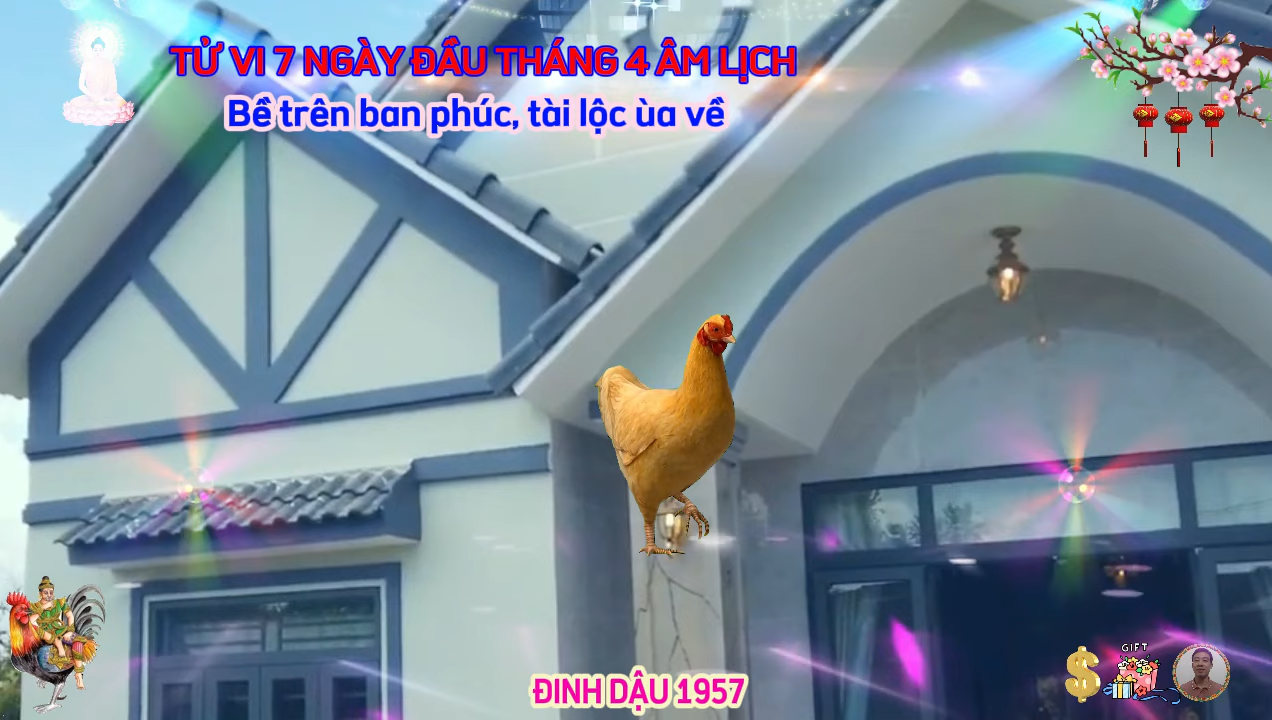 TỬ VI 7 NGÀY ĐẦU THÁNG 4 ÂM LỊCH
Bề trên ban phúc, tài lộc ùa về
GIFT
$
ĐINH DẬU 1957